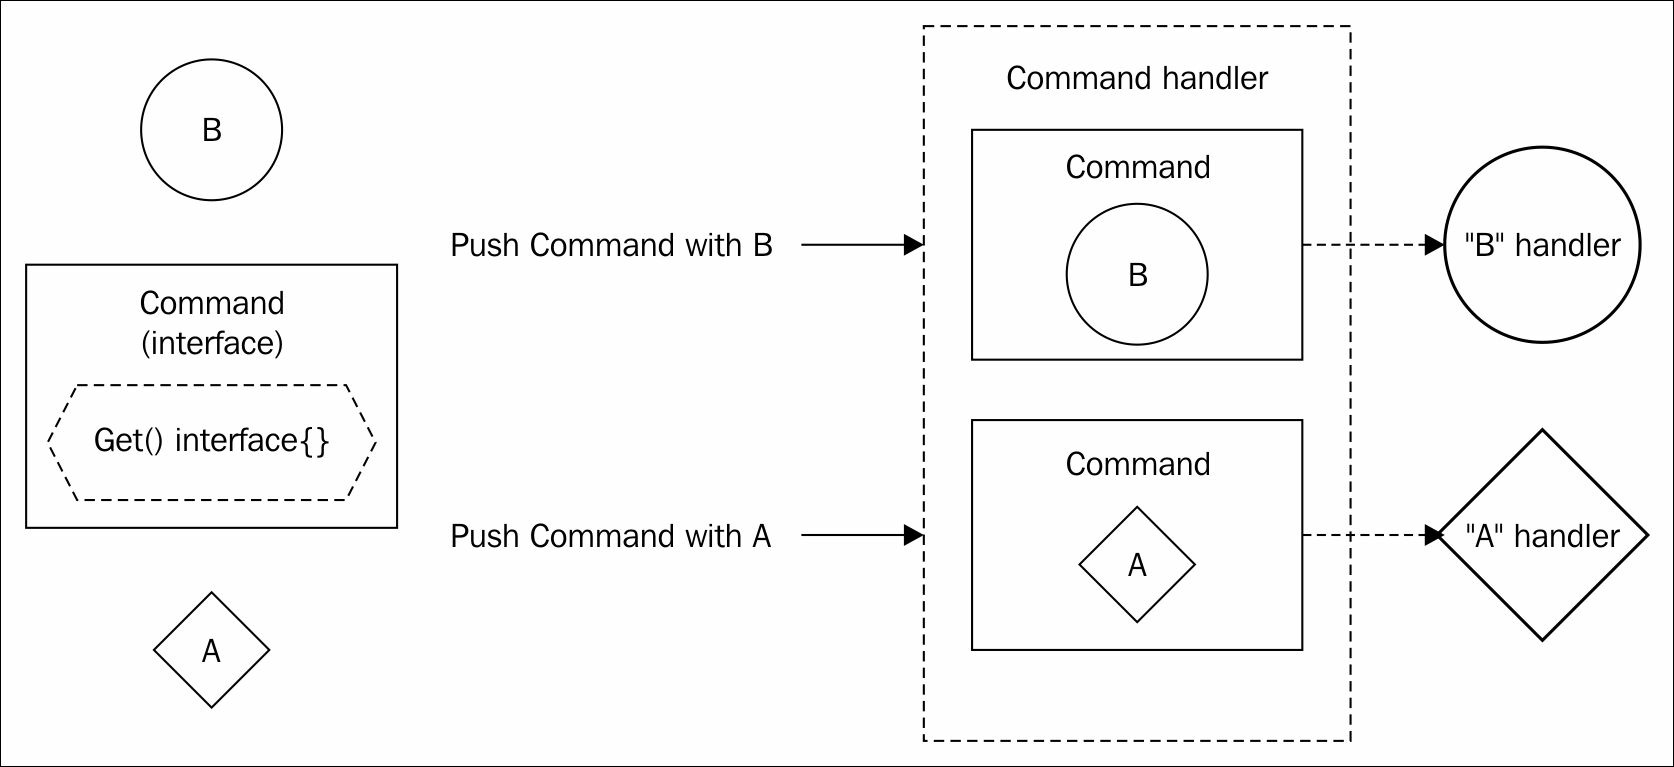 B
Command
(interface)
Get() interface{}
A
Push Command with B
Push Command with A
Command handler
Command
B
Command
A
"B" handler
"A" handler